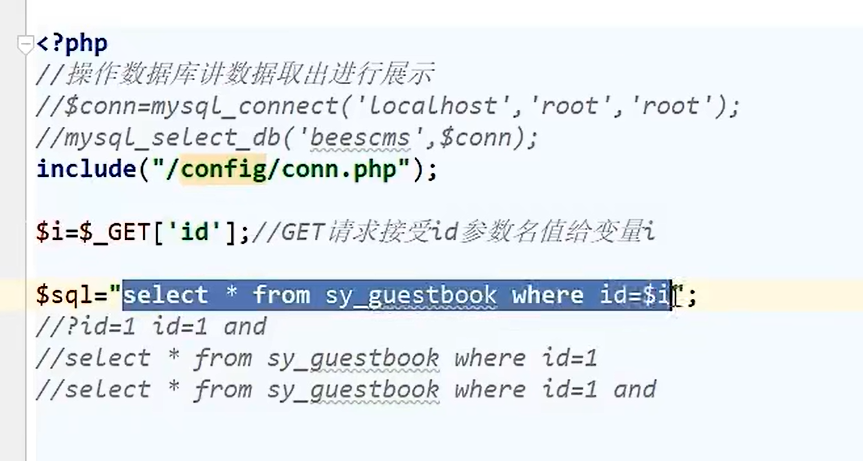 <?php
//操作数据库讲数据取出进行展示
//$conn=mysql_connect('localhost','root','root');
//mysql_select_db('beescms',$conn);
include("/config/conn.php");
$i=$_GET['id'];//GET请求接受id参数名值给变量i
$sql="select * from sy_guestbook where id=$i";
//?id=1 id=1 and
//select * from sy_guestbook where id=1
//select * from sy_guestbook where id=1 and